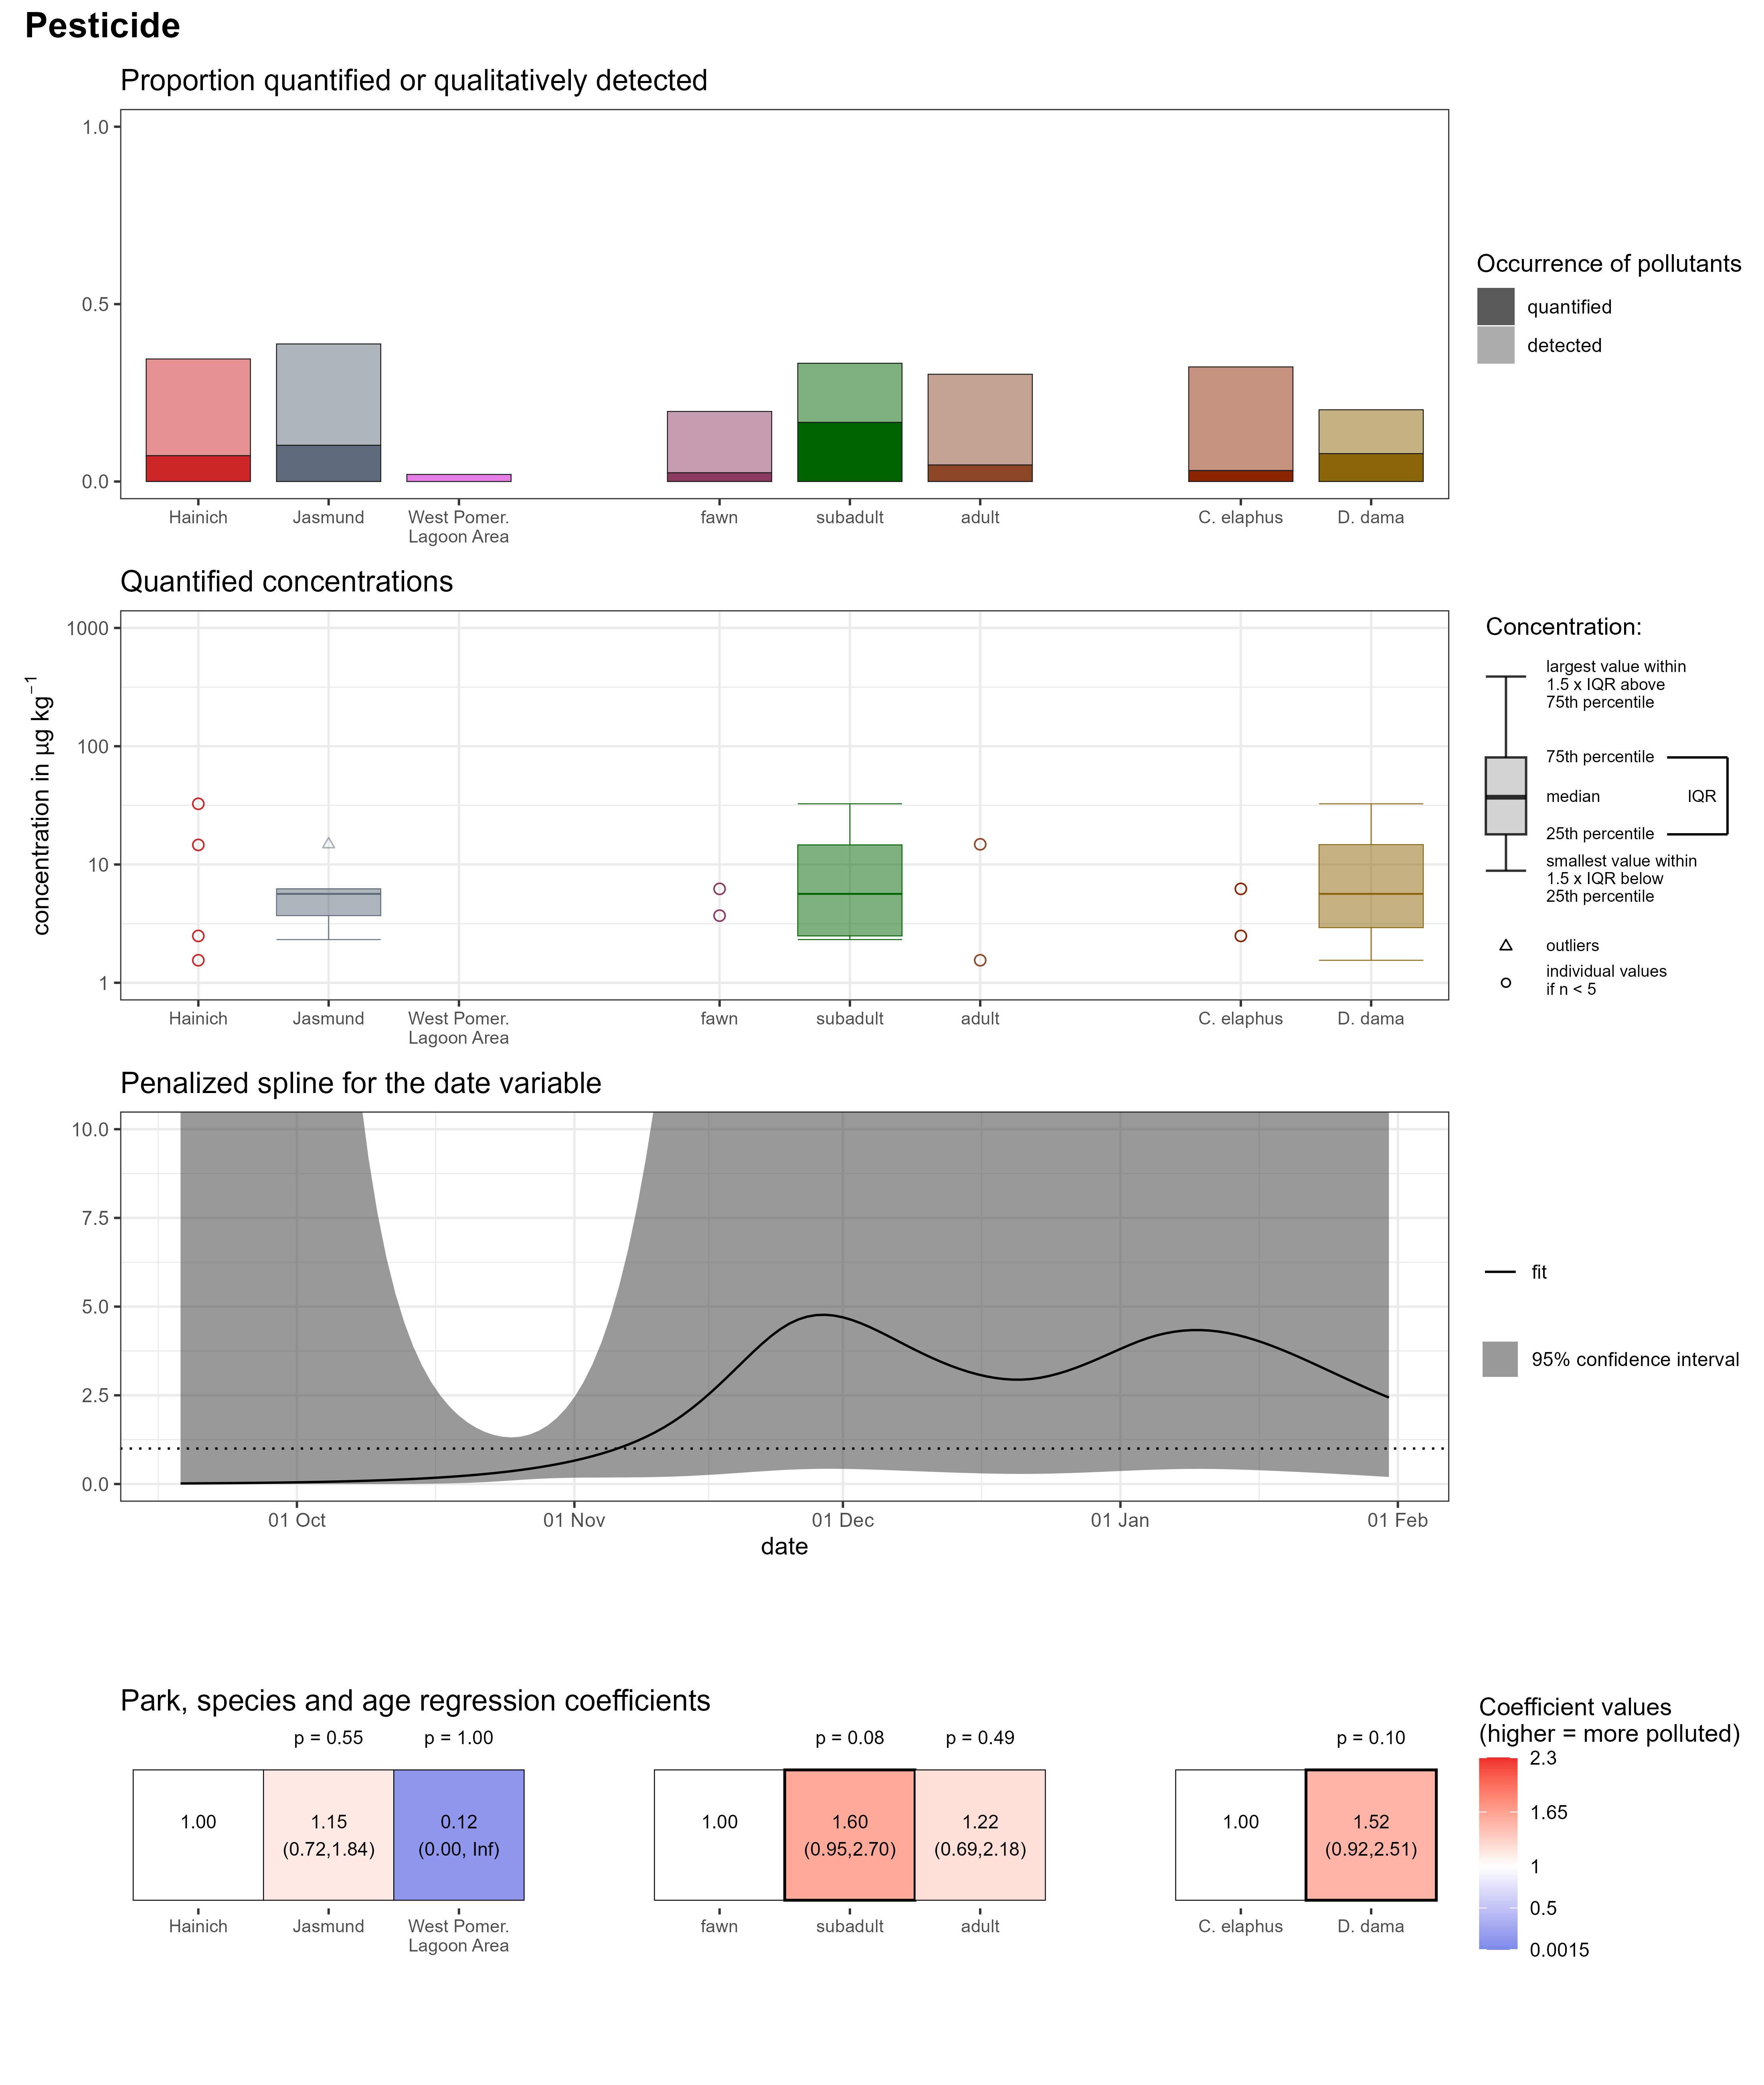 Pesticide
Proportion quantified or qualitatively detected
1.0
0.5
0.0
Hainich Jasmund West Pomer. fawn subadult adult C. elaphus D. dama
Lagoon Area
Occurrence of pollutants
quantified
detected
Quantified concentrations
concentration in µg kg⁻¹
1000
100
10
1
Hainich Jasmund West Pomer. fawn subadult adult C. elaphus D. dama
Lagoon Area
Concentration:
largest value within
1.5 x IQR above
75th percentile
75th percentile
median IQR
25th percentile
smallest value within
1.5 x IQR below
25th percentile
outliers
individual values
if n < 5
Penalized spline for the date variable
10.0
7.5
5.0
2.5
0.0
01 Oct 01 Nov 01 Dec 01 Jan 01 Feb
date
fit
95% confidence interval
Park, species and age regression coefficients
p = 0.55 p = 1.00 p = 0.08 p = 0.49 p = 0.10
1.00 1.15 0.12 1.00 1.60 1.22 1.00 1.52
(0.72,1.84) (0.00, Inf) (0.95,2.70) (0.69,2.18) (0.92,2.51)
Hainich Jasmund West Pomer. fawn subadult adult C. elaphus D. dama
Lagoon Area
Coefficient values
(higher = more polluted)
2.3
1.65
1
0.5
0.0015